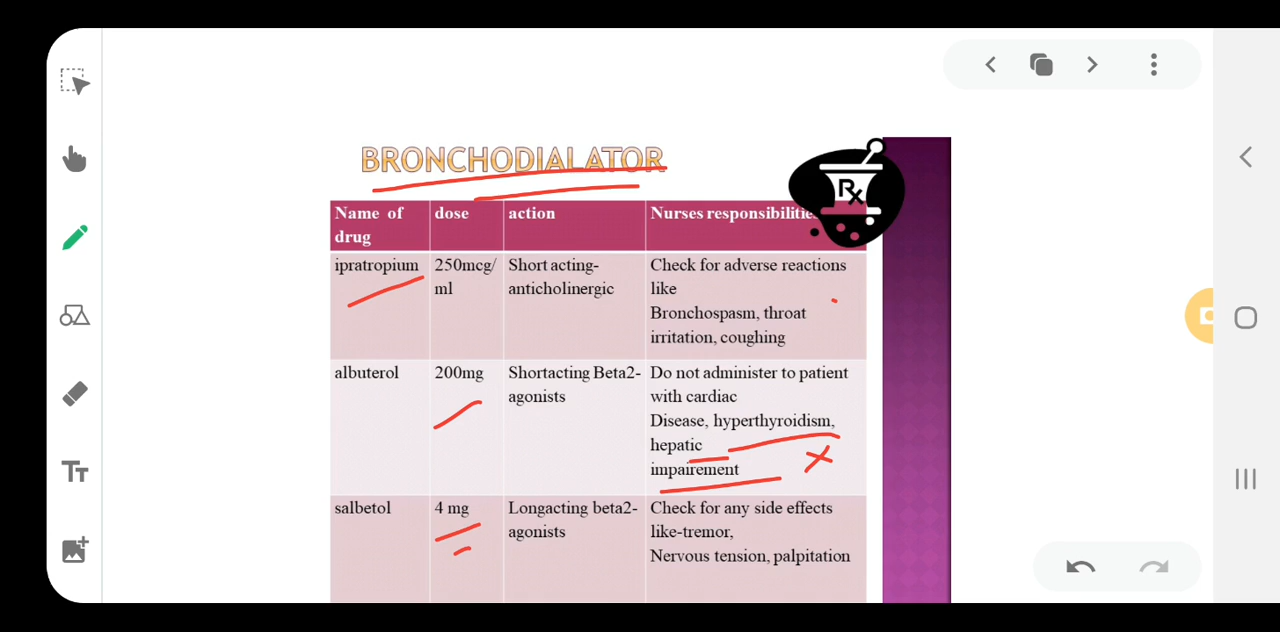 BRONCHODIALATOR
Name of
drug
dose
action
Nurses
ipratropium
250mcg/
ml
Short acting-
anticholinergic
Check for adverse reactions
like
Bronchospasm, throat
irritation, coughing
albuterol
200mg
Shortacting Beta2-
agonists
Do not administer to patient
with cardiac
Disease, hyperthyroidism,
hepatic
impairement
salbetol
4 mg
Longacting beta2-
agonists
Check for any side effects
like-tremor,
Nervous tension, palpitation
Rx
Tт